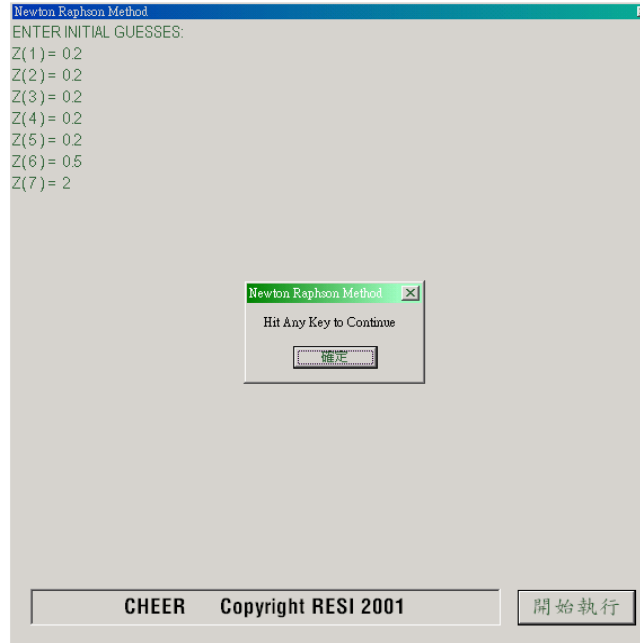 Newton Raphson Method
ENTER INITIAL GUESSES:
Z(1)= 0.2
Z(2)= 0.2
Z(3)= 0.2
Z(4)= 0.2
Z(5)= 0.2
Z(6)= 0.5
Z(7)= 2
Newton Raphson Method
Hit Any Key to Continue
確定
CHEER Copyright RESI 2001
開始執行